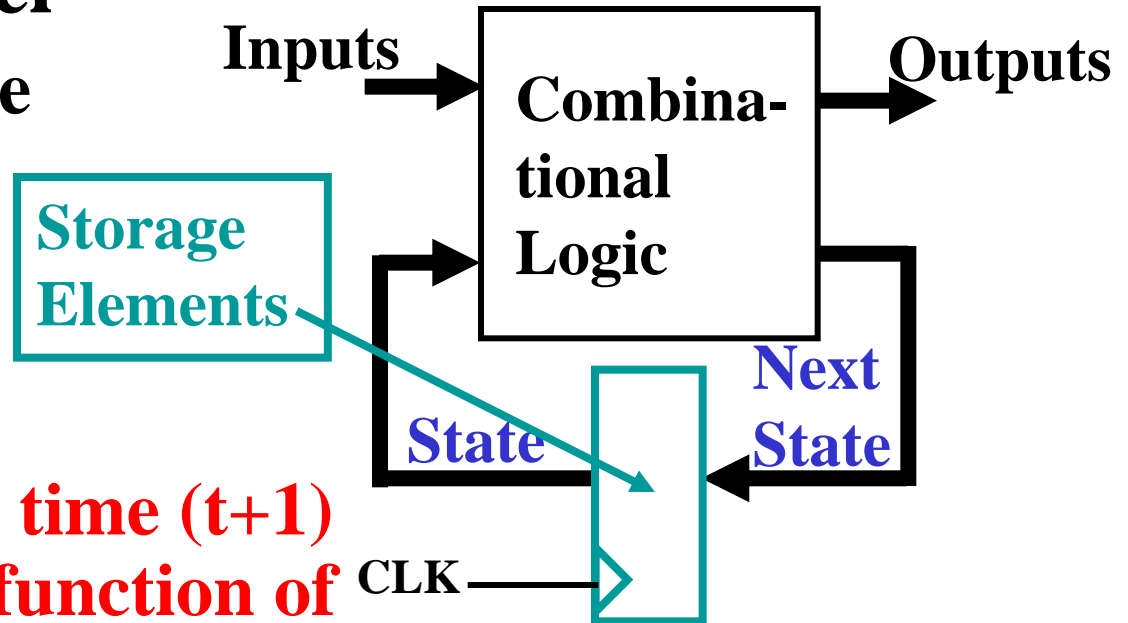 Inputs
Outputs
Combina-
tional
Logic
Storage
Elements
Next
State
State
time (t+1)
function of
CLK